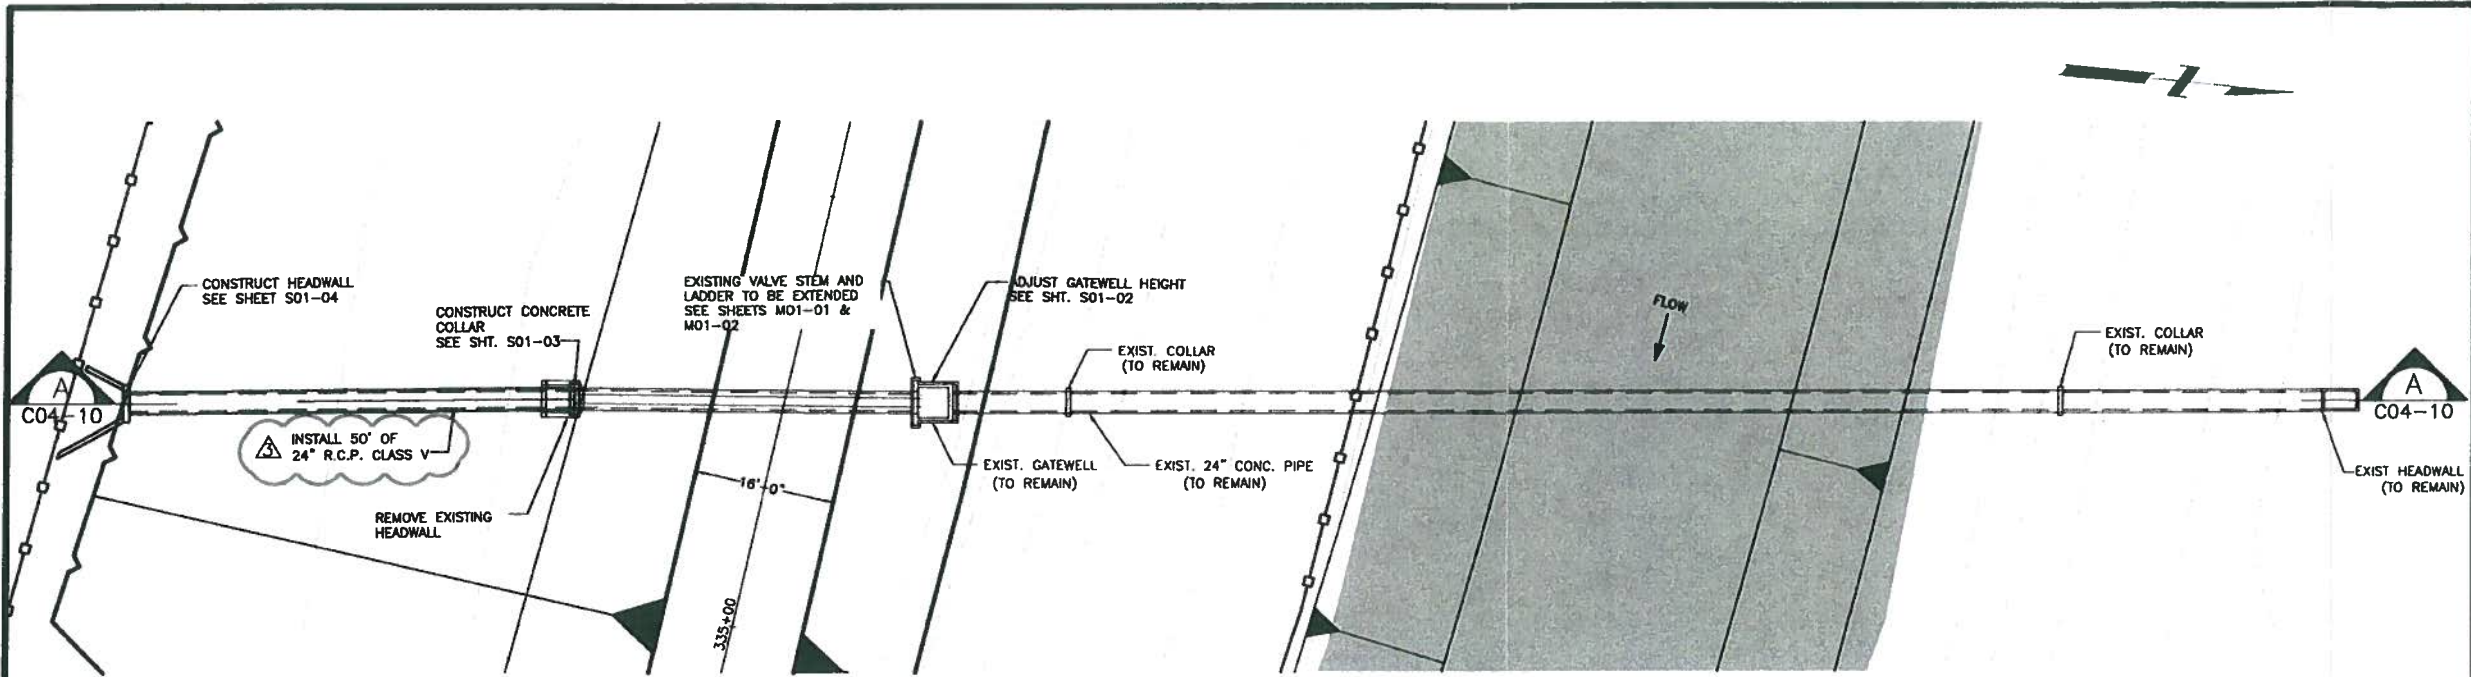 CONSTRUCT HEADWALL
SEE SHEET S01-04
CONSTRUCT CONCRETE
COLLAR
SEE SHT. S01-03
EXISTING VALVE STEM AND
LADDER TO BE EXTENDED
SEE SHEETS M01-01 &
M01-02
ADJUST GATEWELL HEIGHT
SEE SHT. S01-02
EXIST. COLLAR
(TO REMAIN)
FLOW
EXIST. COLLAR
(TO REMAIN)
A
C04-10
A
C04-10
3
INSTALL 50' OF
24" R.C.P. CLASS V
REMOVE EXISTING
HEADWALL
16'-0"
EXIST. GATEWELL
(TO REMAIN)
EXIST. 24" CONC. PIPE
(TO REMAIN)
EXIST HEADWALL
(TO REMAIN)
335+00